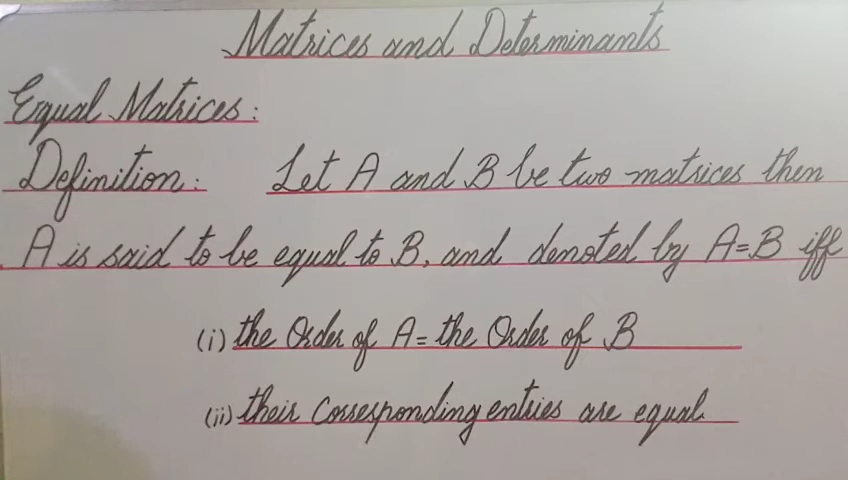 Matrices and Determinants
Equal Matrices:
Definition: Let A and B be two matrices then
A is said to be equal to B, and denoted by A=B iff
(i) the Order of A = the Order of B
(ii) their corresponding entries are equal.